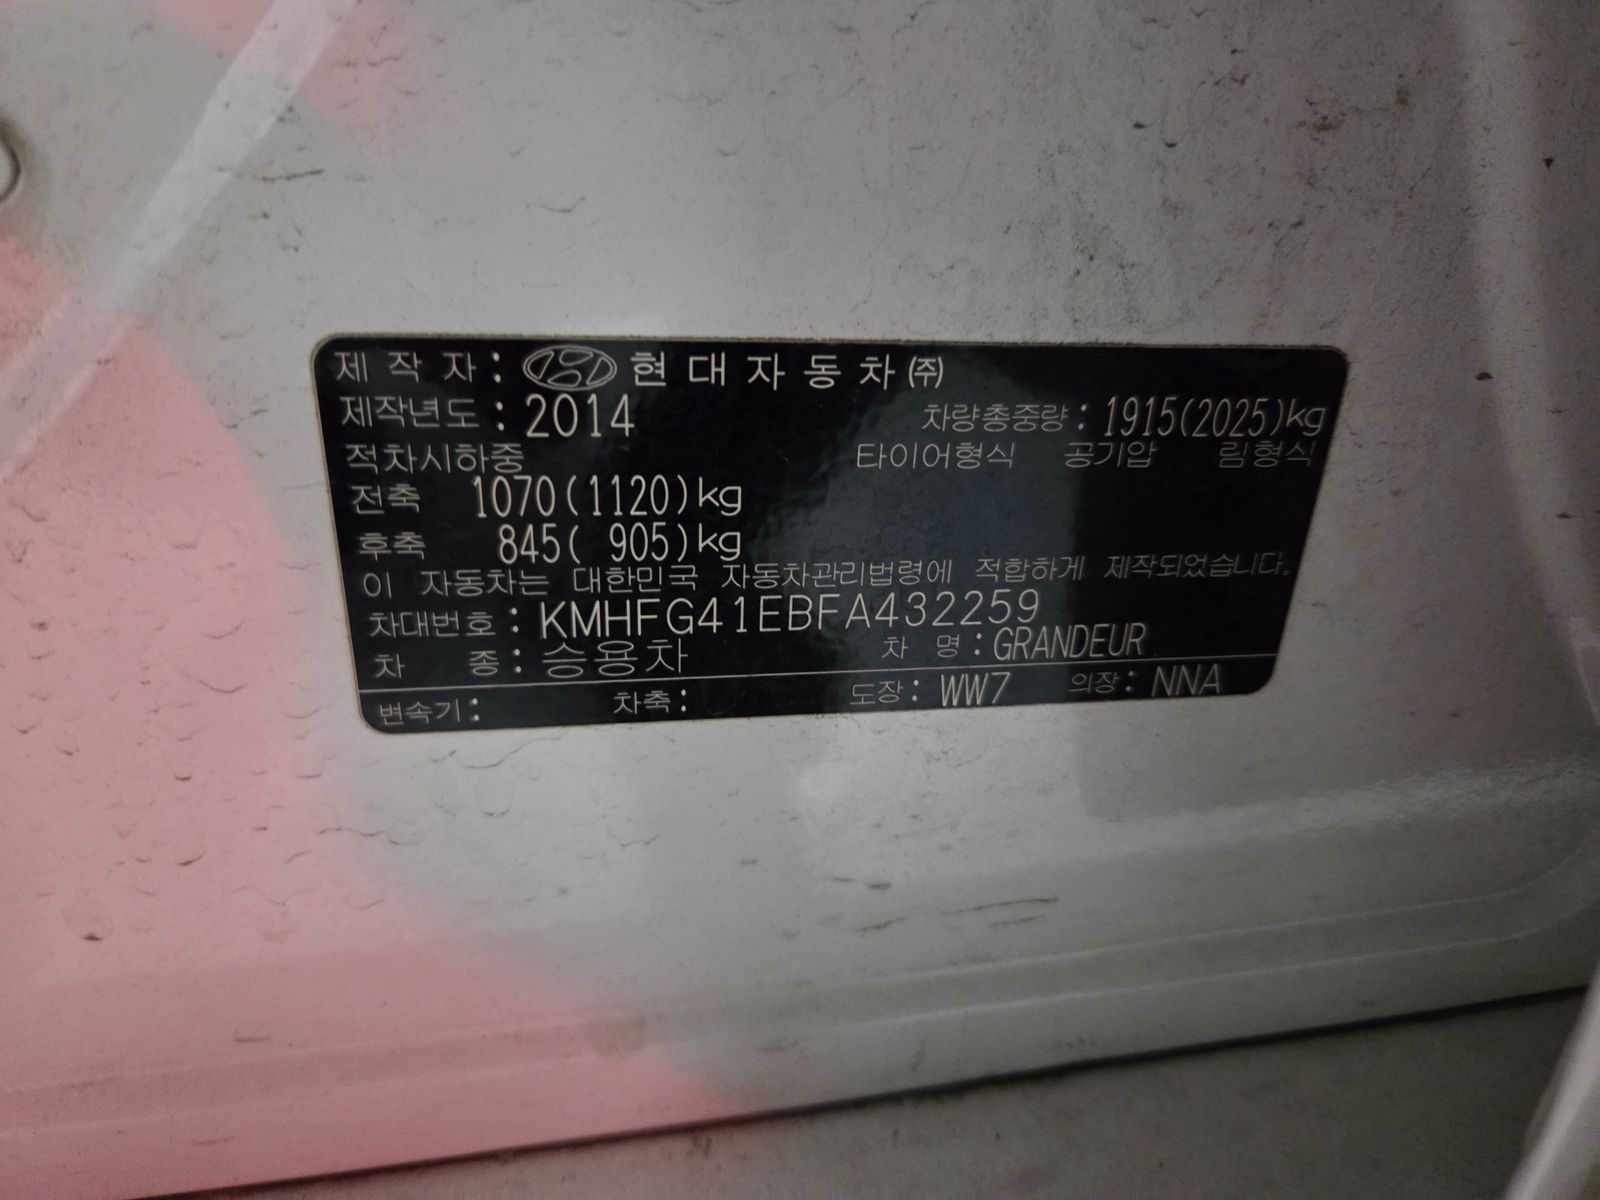 제 작 자 : 현 대 자 동 차 ㈜
제작년도 : 2014 차량총중량 : 1915(2025)kg
적차시하중 타이어형식 공기압 림형식
전축 1070(1120)kg
후축 845( 905)kg
이 자동차는 대한민국 자동차관리법령에 적합하게 제작되었습니다.
차대번호 : KMHFG41EBFA432259
차 종 : 승용차 차 명 : GRANDEUR
변속기 : 차축 : 도장 : WW7 의장 : NNA